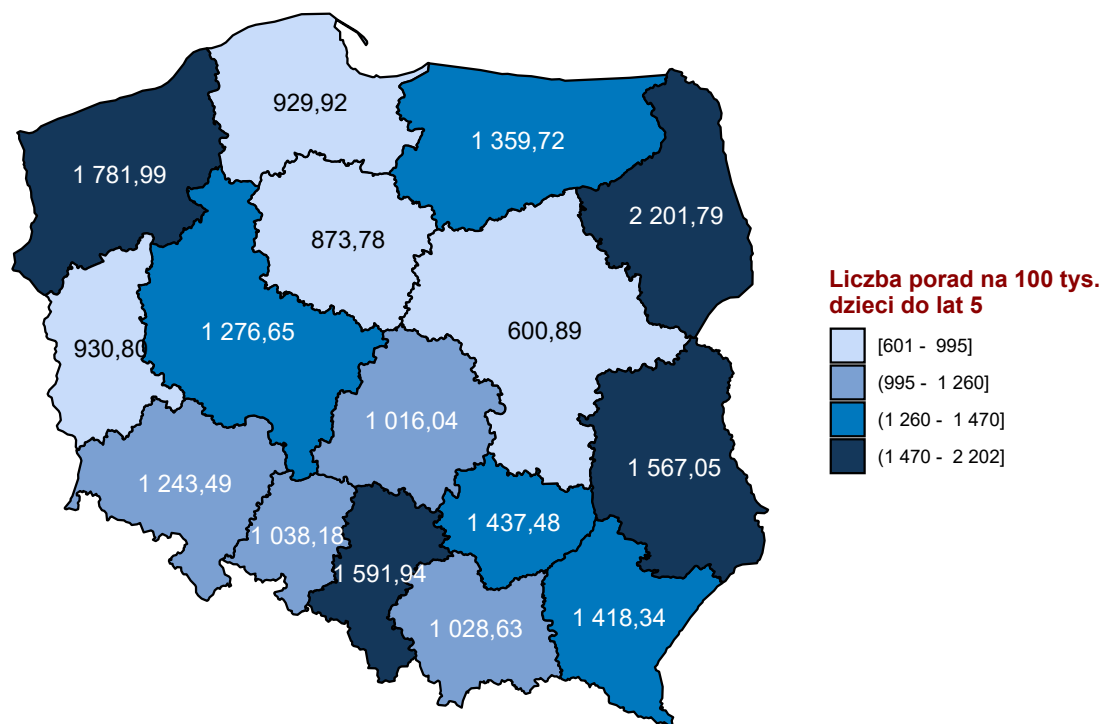 929,92
1 359,72
1 781,99
2 201,79
873,78
1 276,65
600,89
930,80
1 016,04
1 567,05
1 243,49
1 437,48
1 038,18
1 591,94
1 418,34
1 028,63
Liczba porad na 100 tys.
dzieci do lat 5
[601 - 995]
(995 - 1 260]
(1 260 - 1 470]
(1 470 - 2 202]